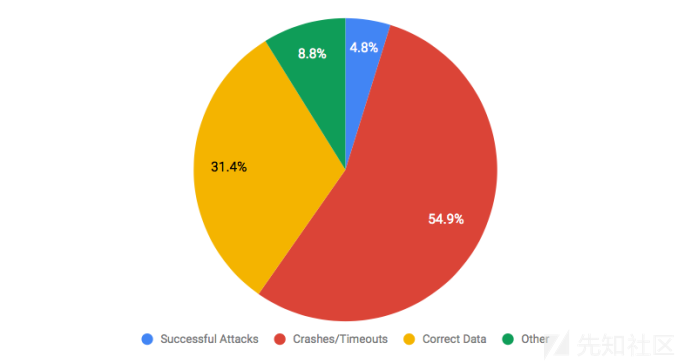 8.8%
4.8%
31.4%
54.9%
Successful Attacks
Crashes/Timeouts
Correct Data
Other
先知社区